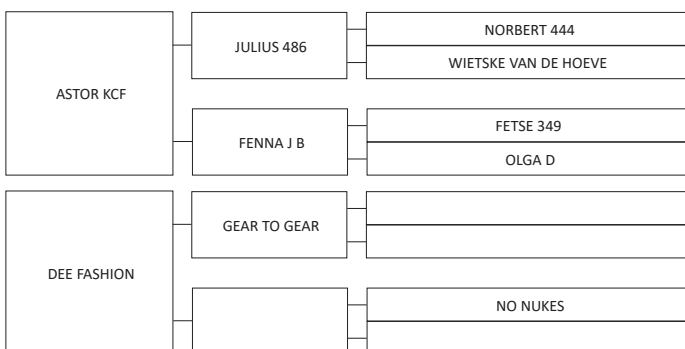 NORBERT 444
JULIUS 486
WIETSKE VAN DE HOEVE
ASTOR KCF
FETSE 349
FENNA J B
OLGA D
GEAR TO GEAR
DEE FASHION
NO NUKES